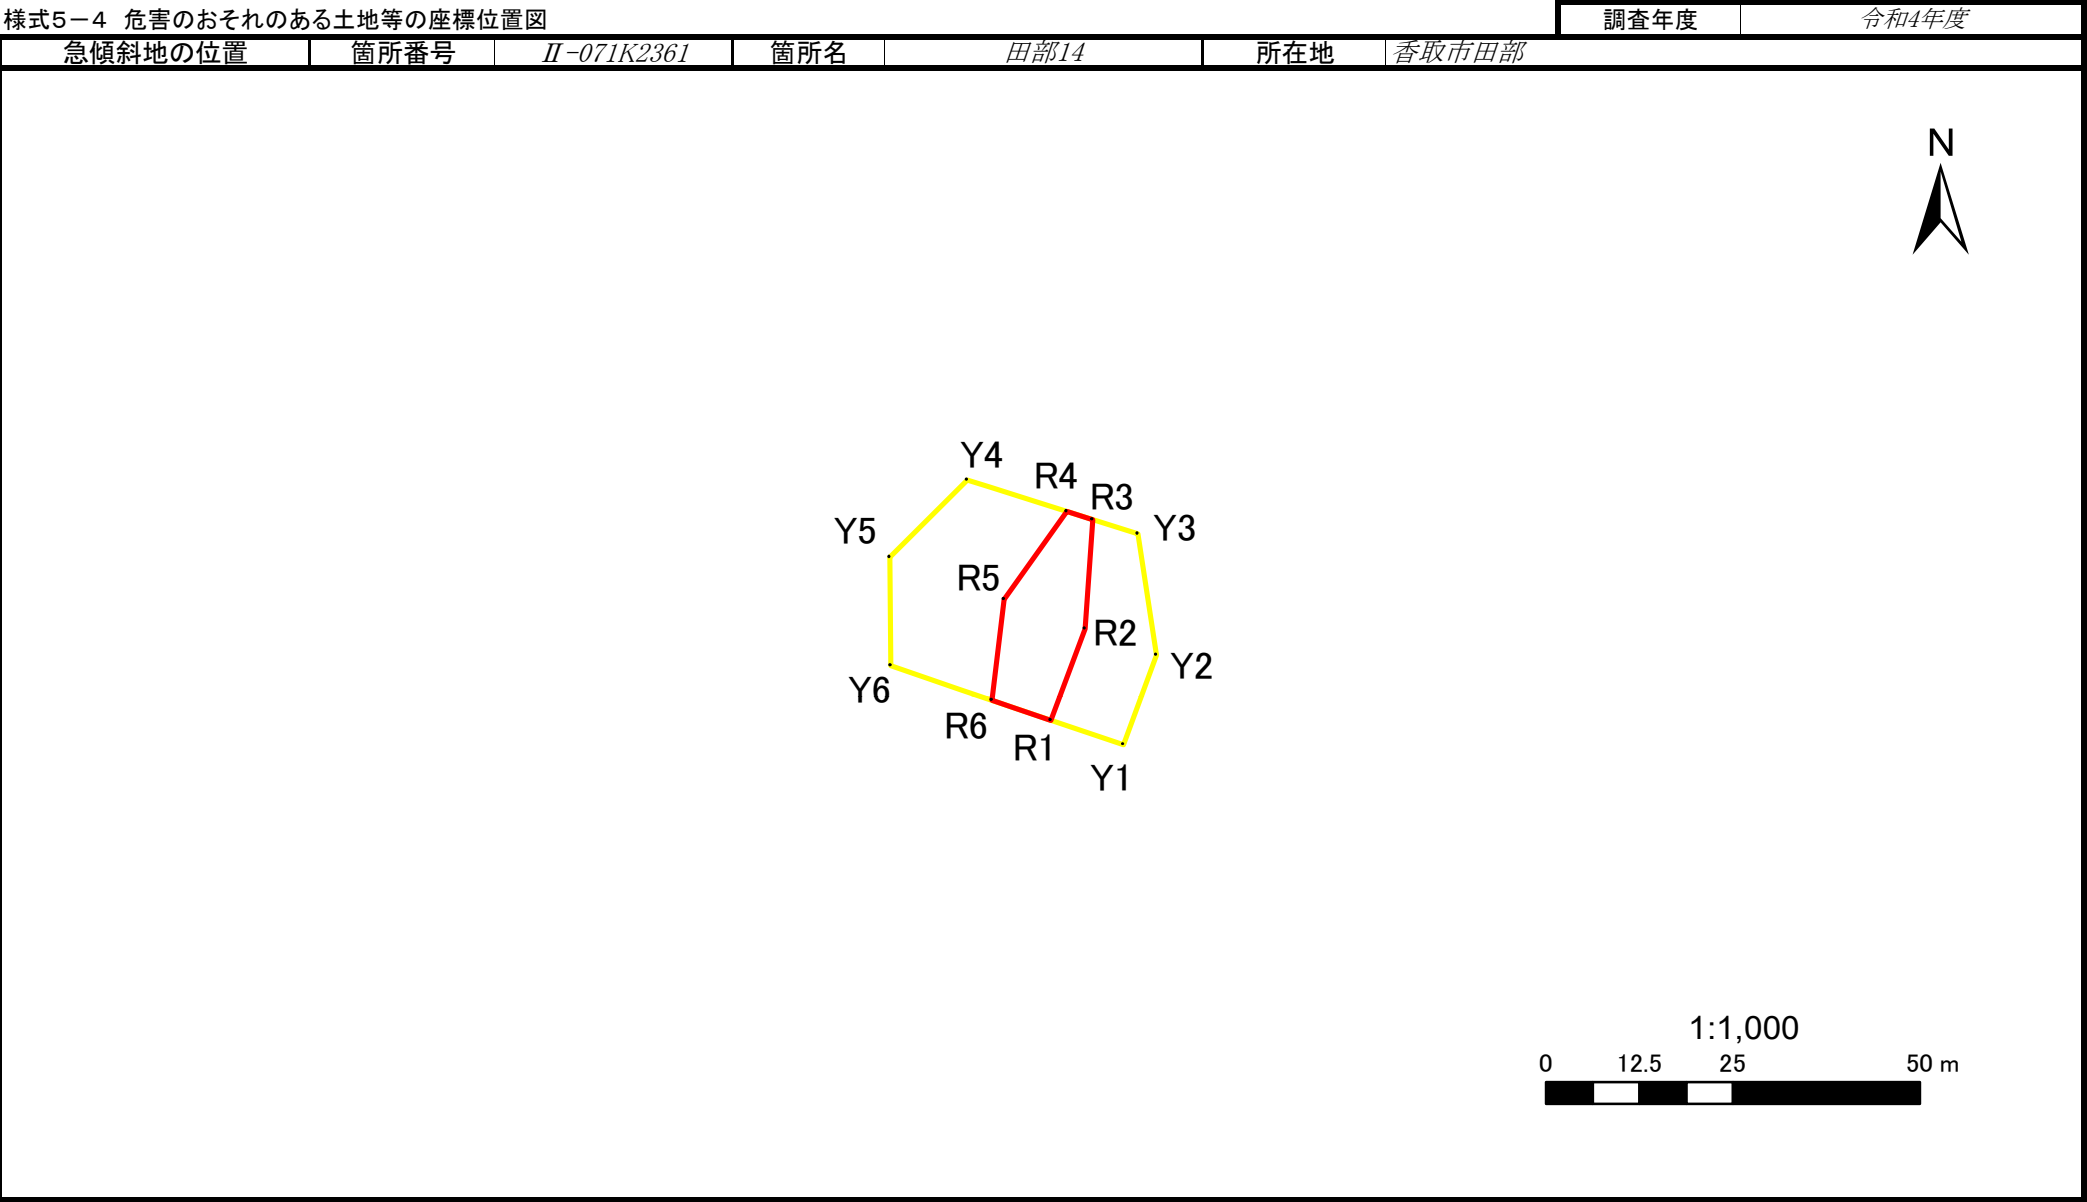 様式5－4 危害のおそれのある土地等の座標位置図 調査年度 令和4年度
急傾斜地の位置 箇所番号 Ⅱ-071K2361 箇所名 田部14 所在地 香取市田部
N
Y4
R4
R3
Y5
Y3
R5
R2
Y2
Y6
R6
R1
Y1
1:1,000
0 12.5 25 50 m